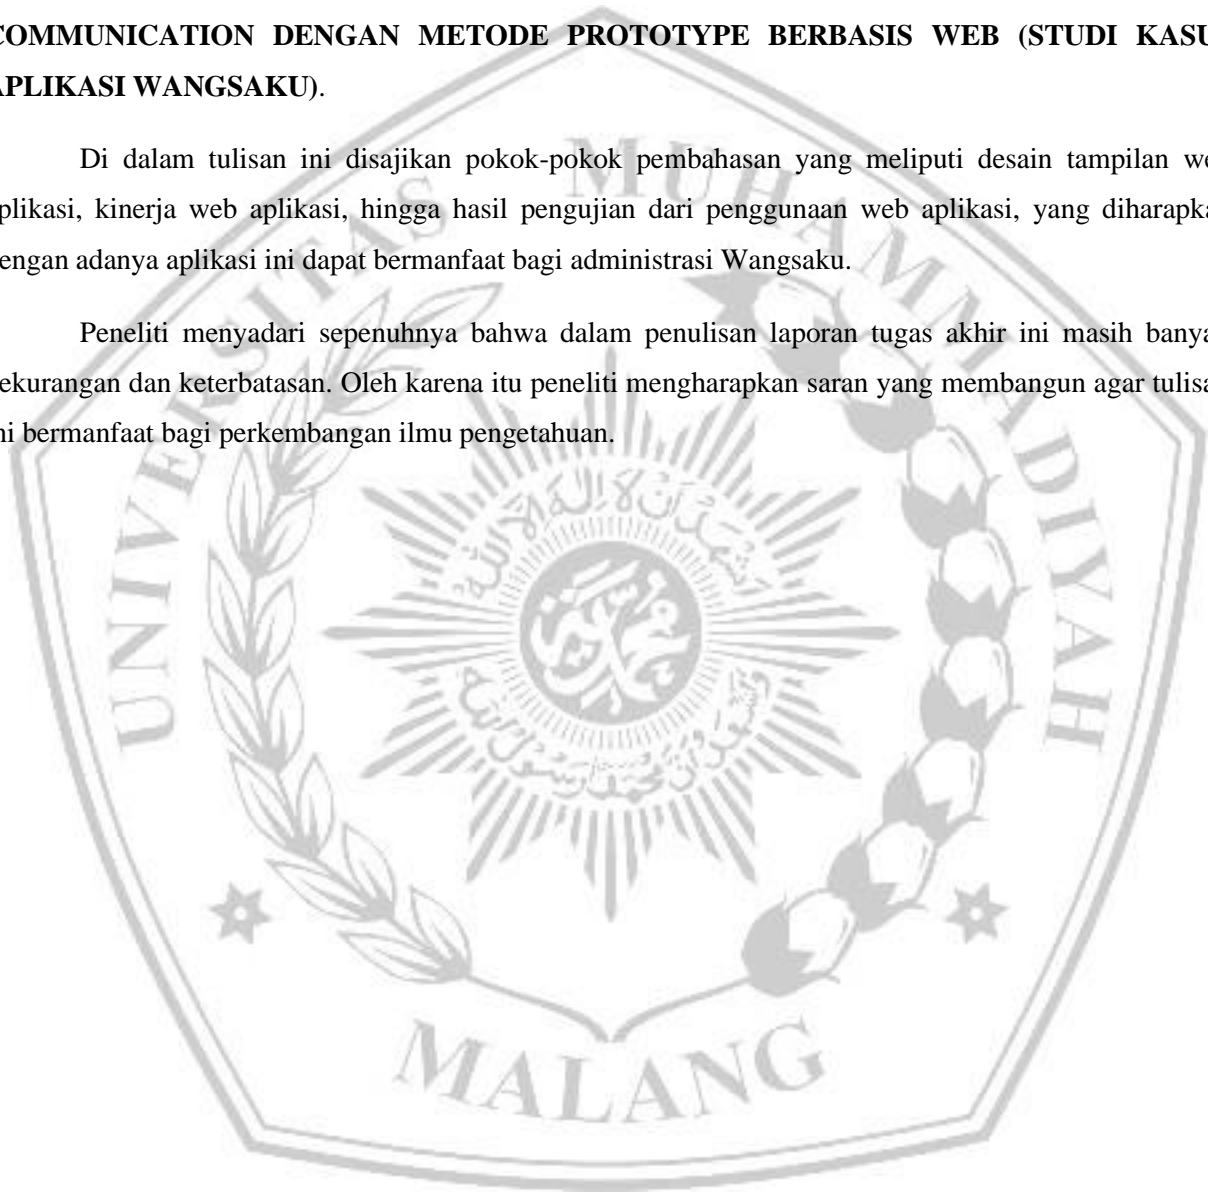 COMMUNICATION DENGAN METODE PROTOTYPE BERBASIS WEB (STUDI KASU
APLIKASI WANGSAKU).
Di dalam tulisan ini disajikan pokok-pokok pembahasan yang meliputi desain tampilan we
plikasi, kinerja web aplikasi, hingga hasil pengujian dari penggunaan web aplikasi, yang diharapka
engan adanya aplikasi ini dapat bermanfaat bagi administrasi Wangsaku.
Peneliti menyadari sepenuhnya bahwa dalam penulisan laporan tugas akhir ini masih banya
ekurangan dan keterbatasan. Oleh karena itu peneliti mengharapkan saran yang membangun agar tulisa
ni bermanfaat bagi perkembangan ilmu pengetahuan.
UNIVERSITAS MUHAMMADIYAH
MALANG